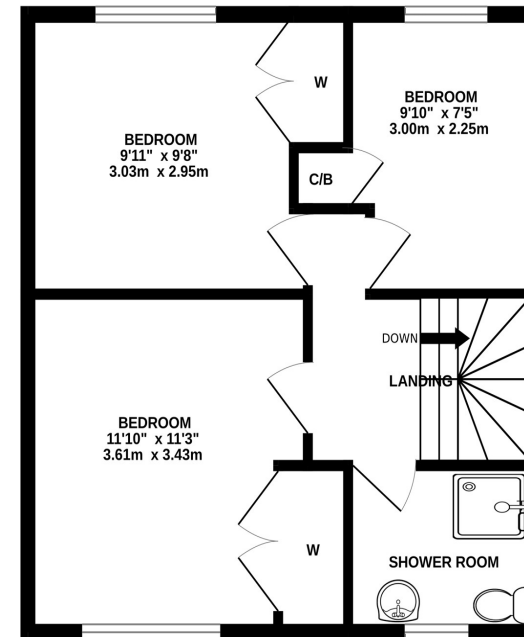 W
BEDROOM
9'10" x 7'5"
3.00m x 2.25m
BEDROOM
9'11" x 9'8"
3.03m x 2.95m
C/B
DOWN
LANDING
BEDROOM
11'10" x 11'3"
3.61m x 3.43m
W
SHOWER ROOM